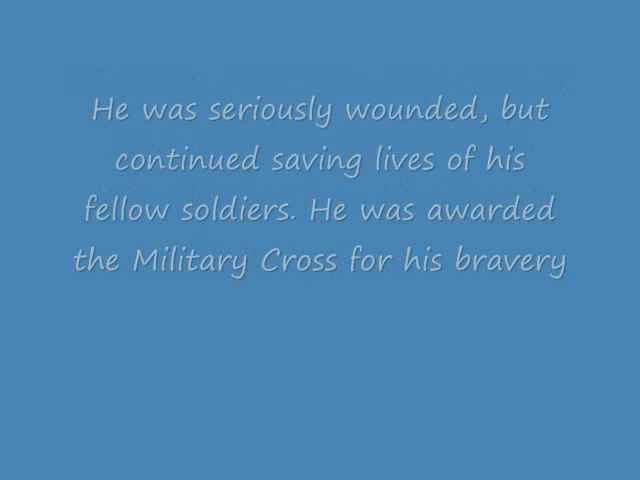 He was seriously wounded, but
continued saving lives of his
fellow soldiers. He was awarded
the Military Cross for his bravery